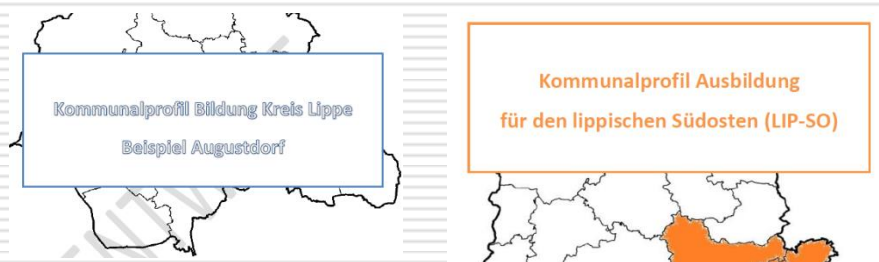 Kommunalprofil Bildung Kreis Lippe
Beispiel Augustdorf
Kommunalprofil Ausbildung
für den lippischen Südosten (LIP-SO)